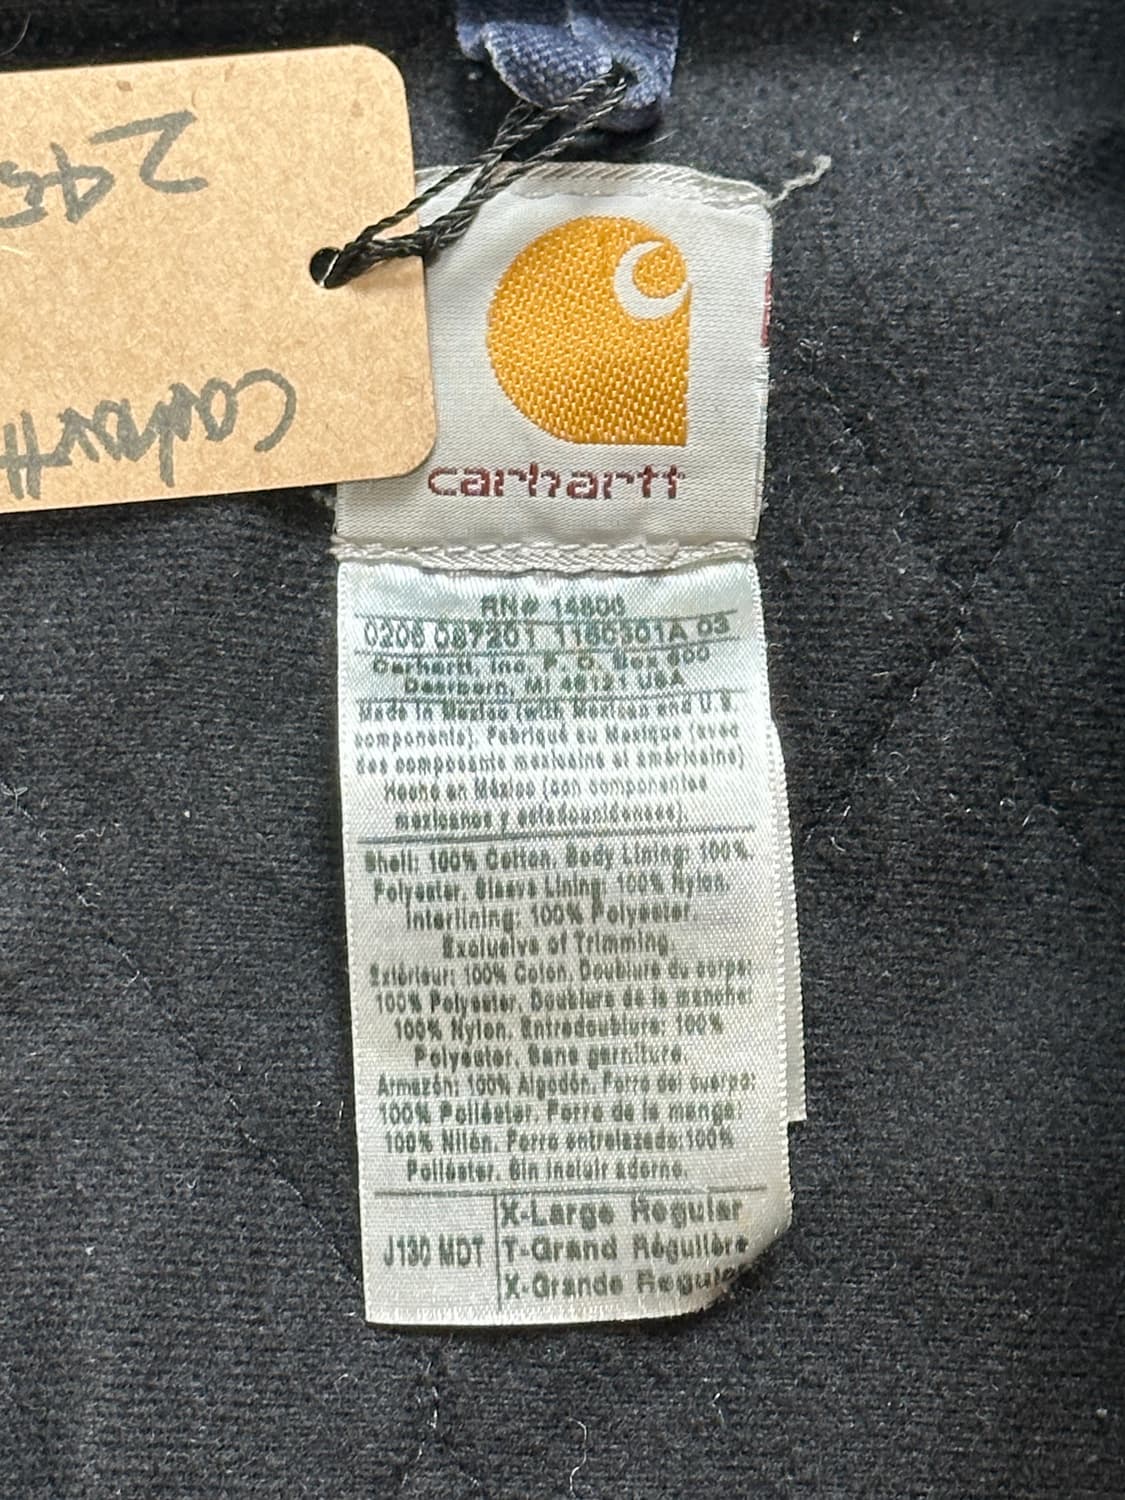 245
Carhartt
carhartt
RN# 14806
0206 087201 1160301A 03
Carhartt, Inc. P. O. Box 600
Dearborn, MI 48121 USA
Made in Mexico (with Mexican and U.S.
components). Fabriqué au Mexique (avec
des composants mexicains et américains)
Hecho en México (con componentes
mexicanos y estadounidenses).
Shell: 100% Cotton. Body Lining: 100%
Polyester. Sleeve Lining: 100% Nylon.
Interlining: 100% Polyester.
Exclusive of Trimming.
Extérieur: 100% Coton. Doublure du corps:
100% Polyester. Doublure de la manche:
100% Nylon. Entredoublure: 100%
Polyester. Sans garniture.
Armazón: 100% Algodón. Forro del cuerpo:
100% Poliéster. Forro de la manga:
100% Nilón. Forro entrelazado:100%
Poliéster. Sin incluir adorno.
J130 MDT
X-Large Regular
T-Grand Régulière
X-Grande Regular